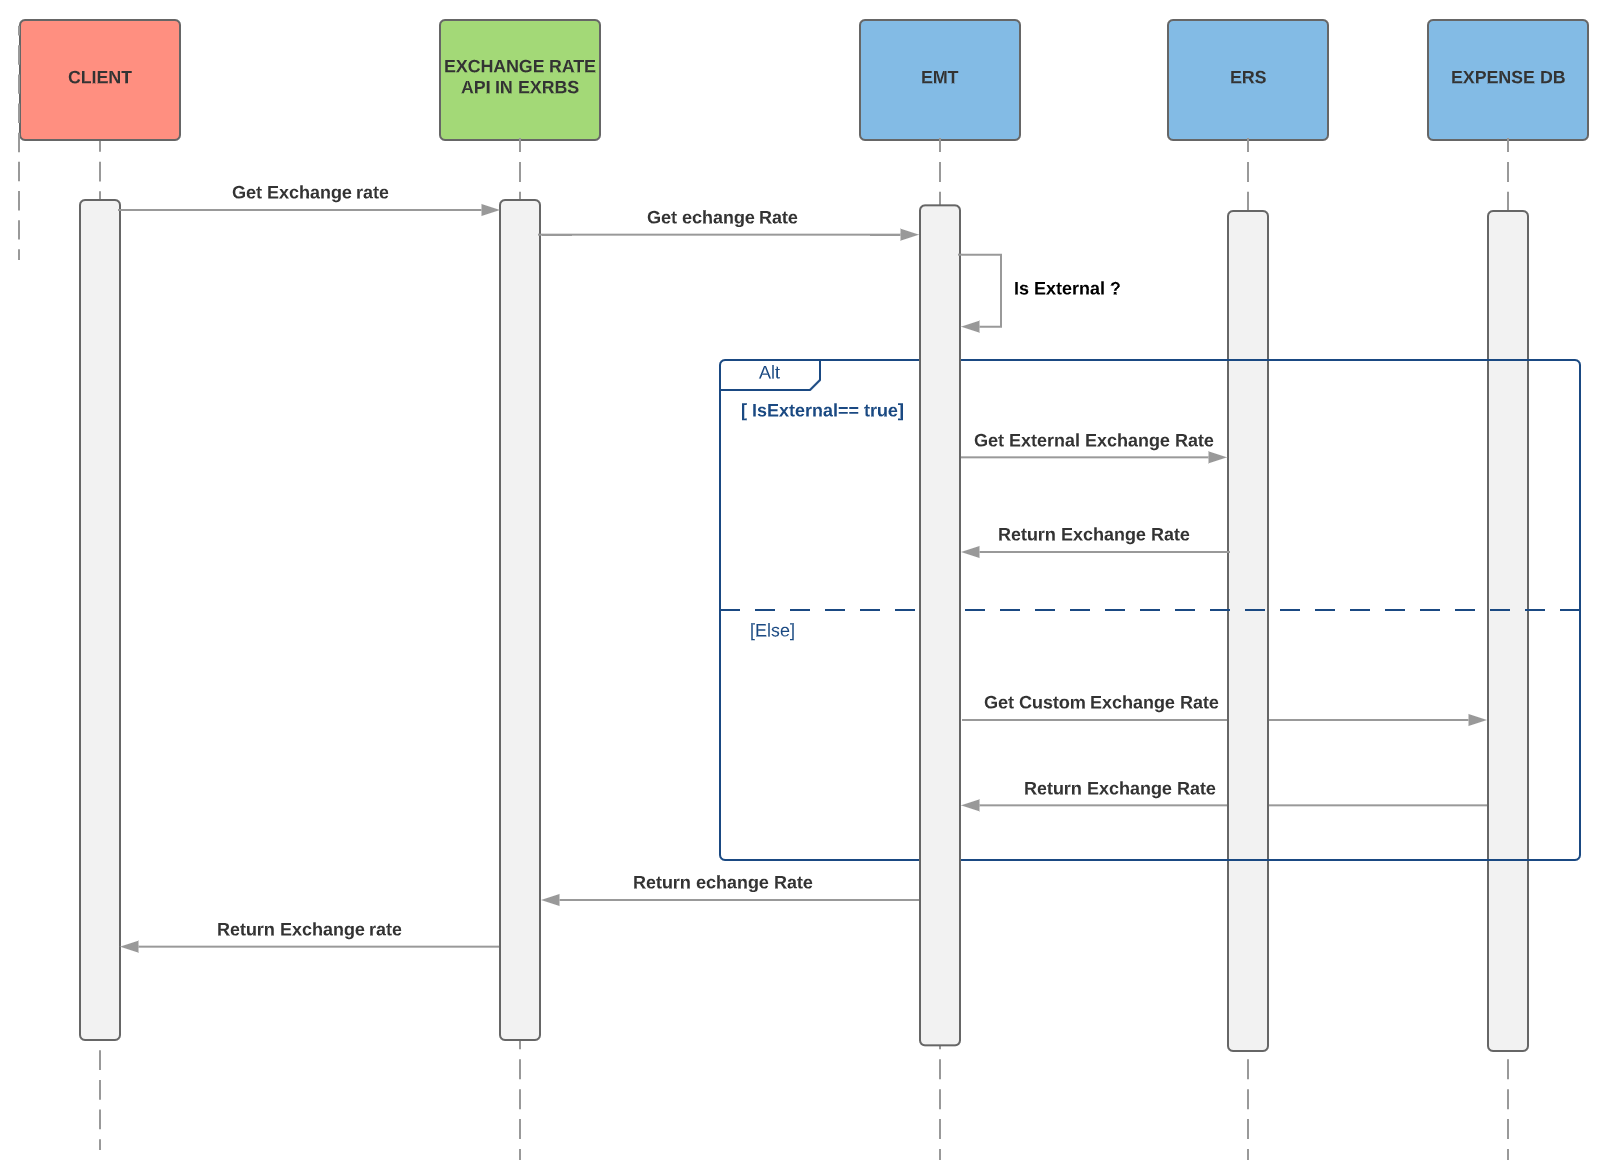 CLIENT
EXCHANGE RATE
API IN EXRBS
EMT
ERS
EXPENSE DB
Get Exchange rate
Get echange Rate
Is External ?
Alt
[ IsExternal== true]
Get External Exchange Rate
Return Exchange Rate
[Else]
Get Custom Exchange Rate
Return Exchange Rate
Return echange Rate
Return Exchange rate